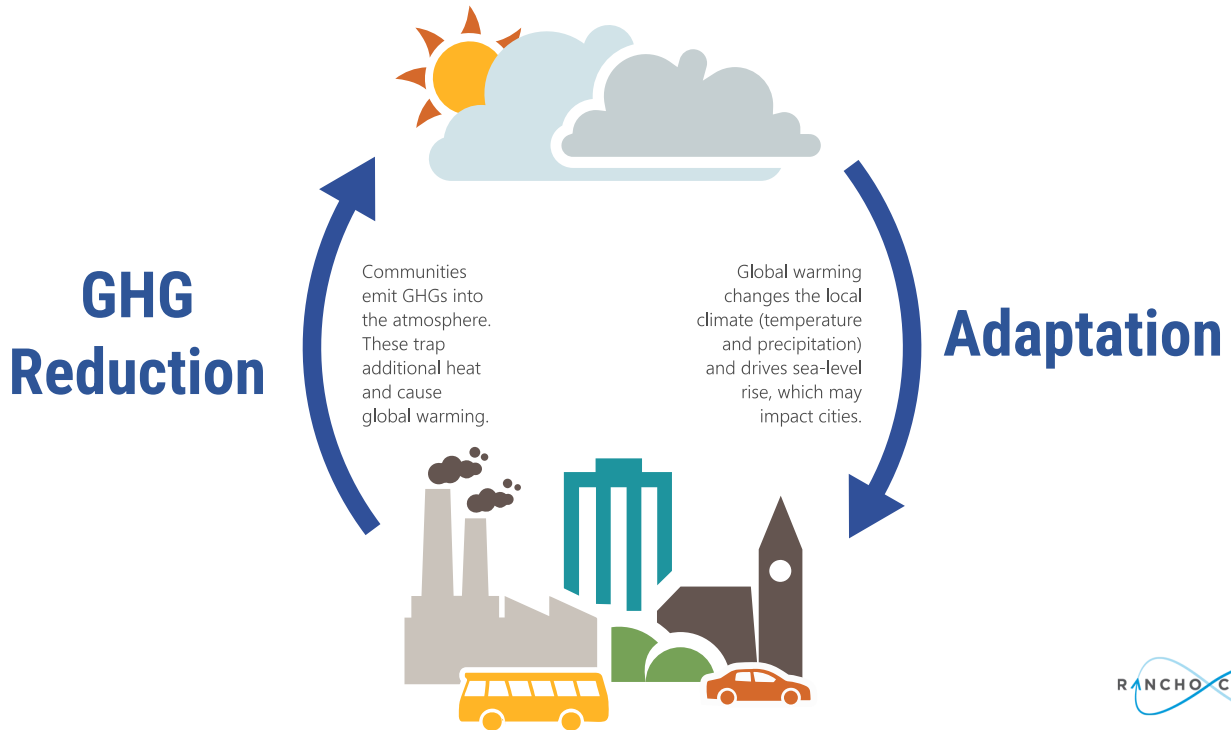 GHG
Reduction
Communities
emit GHGs into
the atmosphere.
These trap
additional heat
and cause
global warming.
Global warming
changes the local
climate (temperature
and precipitation)
and drives sea-level
rise, which may
impact cities.
Adaptation
RANCHO C